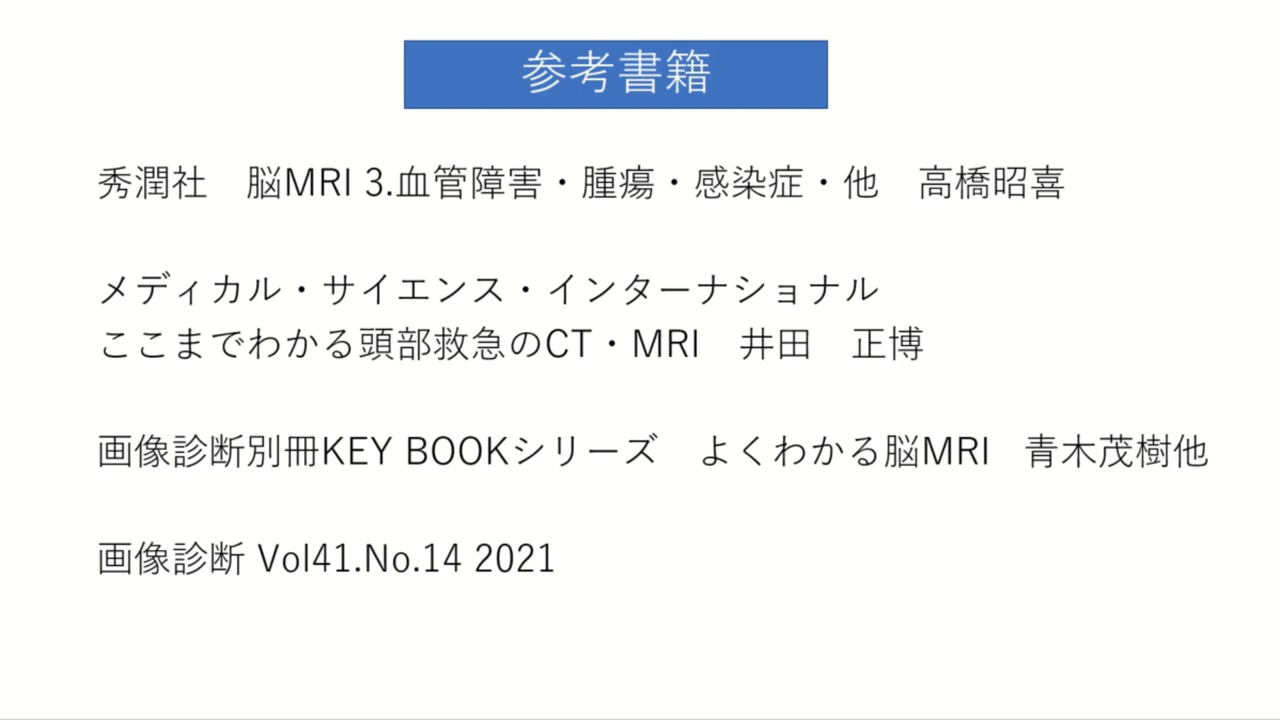 参考書籍
秀潤社　脳MRI 3.血管障害・腫瘍・感染症・他　高橋昭喜
メディカル・サイエンス・インターナショナル
ここまでわかる頭部救急のCT・MRI　井田　正博
画像診断別冊KEY BOOKシリーズ　よくわかる脳MRI　青木茂樹他
画像診断 Vol41.No.14 2021